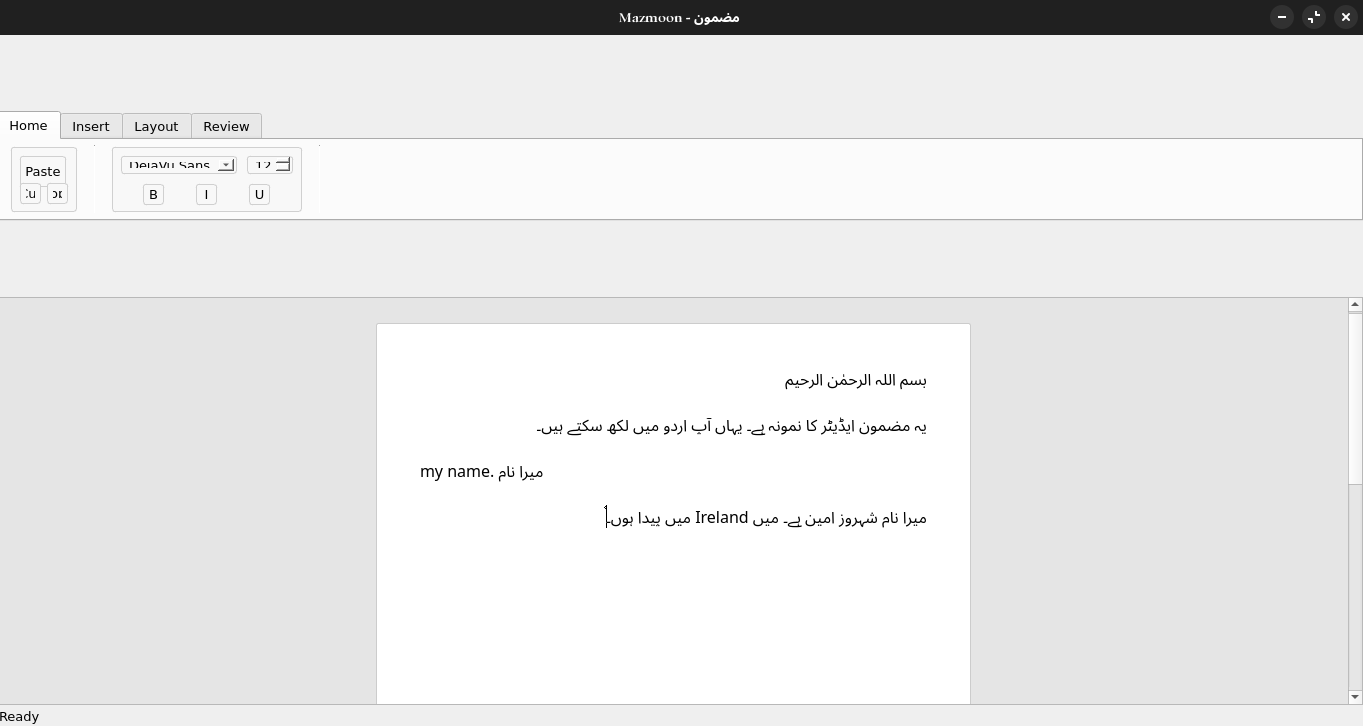 Mazmoon - مضمون
Home Insert Layout Review
Paste
DejaVu Sans 12
B I U
بسم اللہ الرحمٰن الرحیم
یہ مضمون ایڈیٹر کا نمونہ ہے۔ یہاں آپ اردو میں لکھ سکتے ہیں۔
my name. میرا نام
میرا نام شہروز امین ہے۔ میں Ireland میں پیدا ہوں۔
Ready